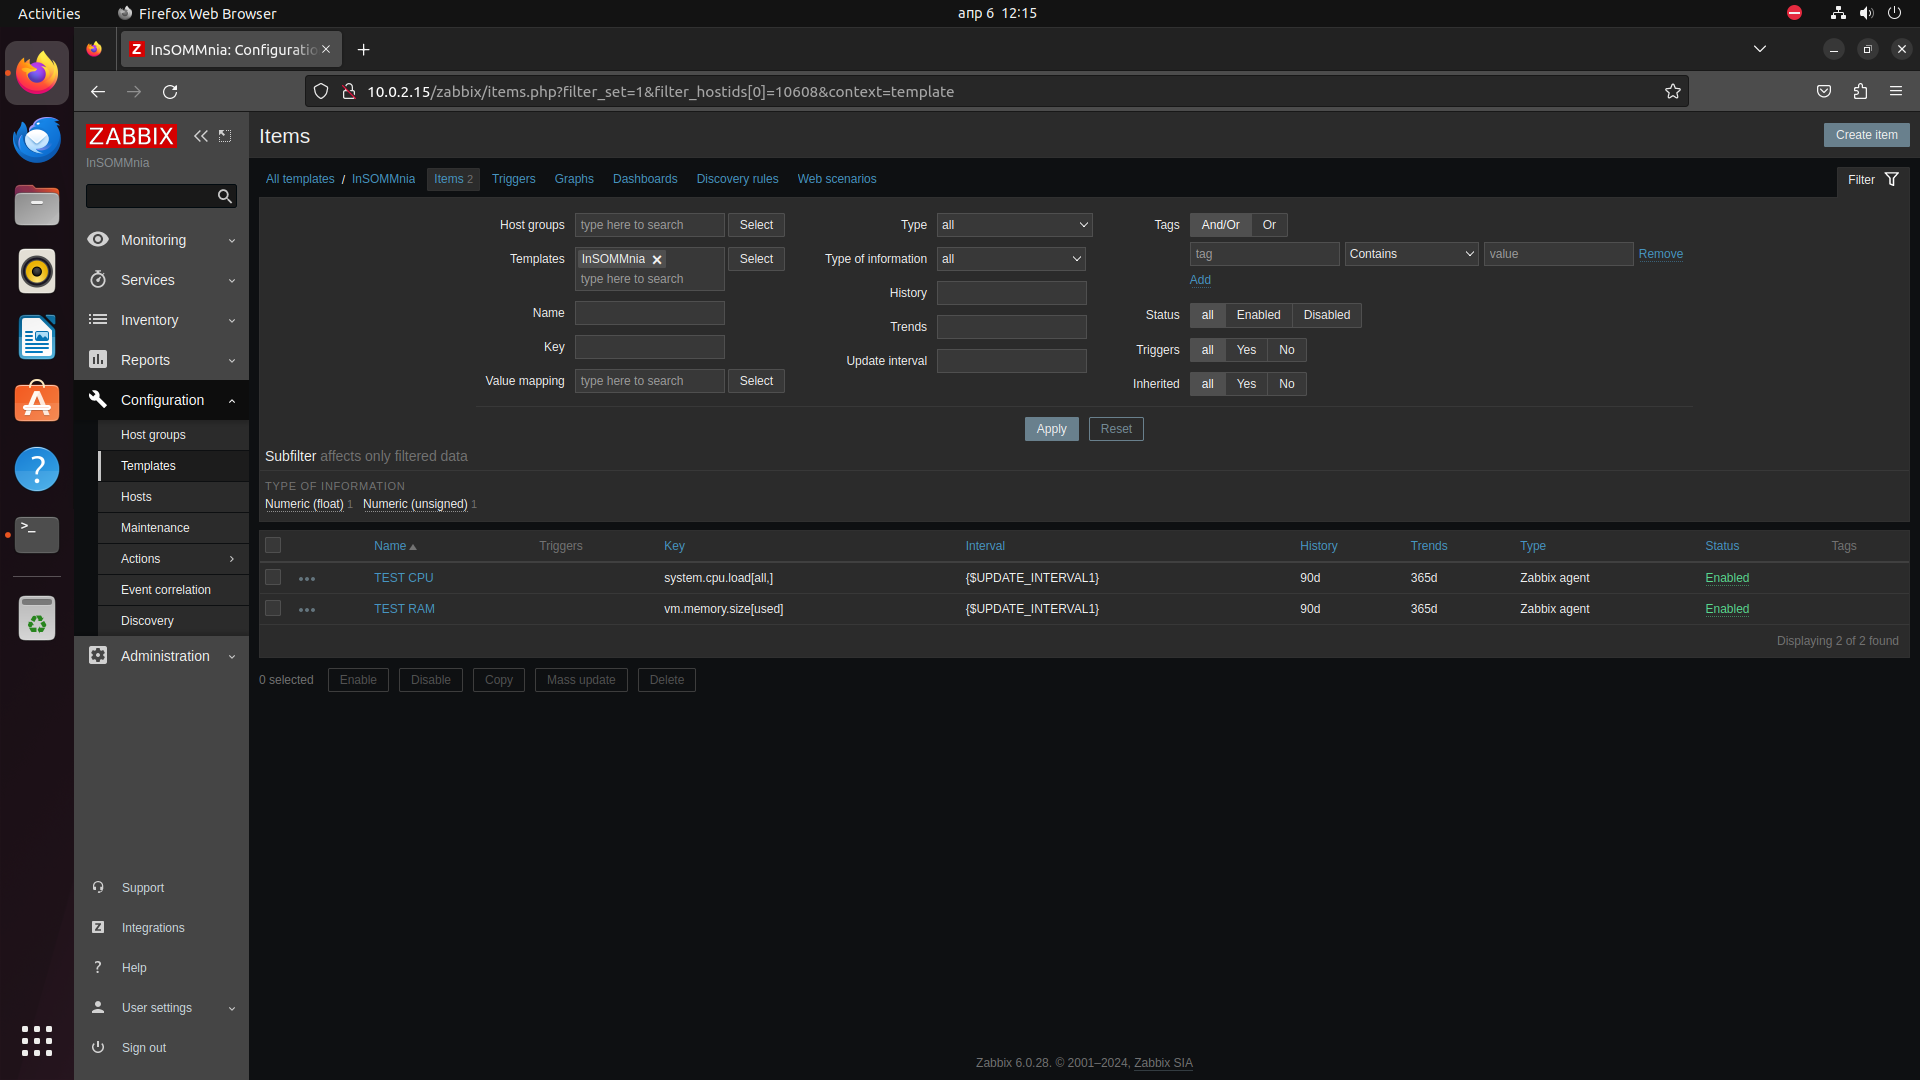 Activities
Firefox Web Browser
апр 6 12:15
InSOMMnia: Configuratio
10.0.2.15/zabbix/items.php?filter_set=1&filter_hostids[0]=10608&context=template
ZABBIX
InSOMMnia
Monitoring
Services
Inventory
Reports
Configuration
Host groups
Templates
Hosts
Maintenance
Actions
Event correlation
Discovery
Administration
Support
Integrations
Help
User settings
Sign out
Items
Create item
All templates / InSOMMnia Items 2 Triggers Graphs Dashboards Discovery rules Web scenarios
Filter
Host groups type here to search Select
Templates InSOMMnia Select
type here to search
Name
Key
Value mapping type here to search Select
Type all
Type of information all
History
Trends
Update interval
Tags And/Or Or
tag Contains value Remove
Add
Status all Enabled Disabled
Triggers all Yes No
Inherited all Yes No
Apply Reset
Subfilter affects only filtered data
TYPE OF INFORMATION
Numeric (float) 1 Numeric (unsigned) 1
Name Triggers Key Interval History Trends Type Status Tags
TEST CPU system.cpu.load[all,] {$UPDATE_INTERVAL1} 90d 365d Zabbix agent Enabled
TEST RAM vm.memory.size[used] {$UPDATE_INTERVAL1} 90d 365d Zabbix agent Enabled
Displaying 2 of 2 found
0 selected Enable Disable Copy Mass update Delete
Zabbix 6.0.28. © 2001–2024, Zabbix SIA